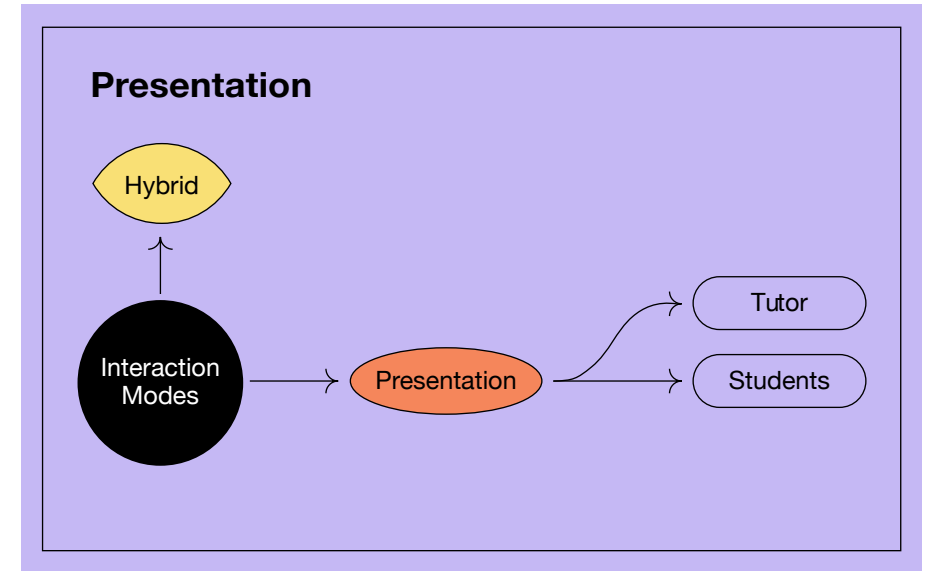 Presentation
Hybrid
Interaction
Modes
Presentation
Tutor
Students